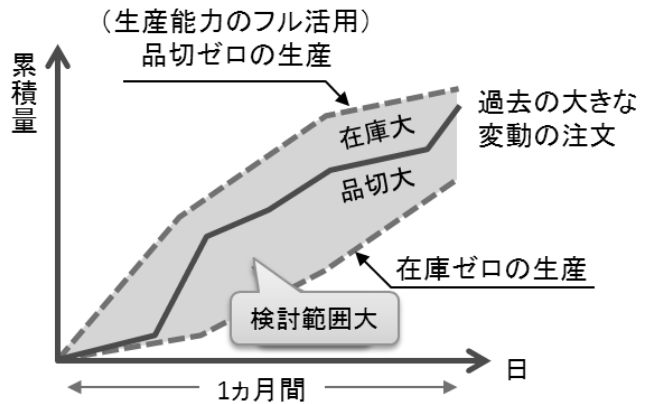 （生産能力のフル活用）
品切ゼロの生産
累積量
在庫大
過去の大きな
変動の注文
品切大
在庫ゼロの生産
検討範囲大
日
1ヵ月間